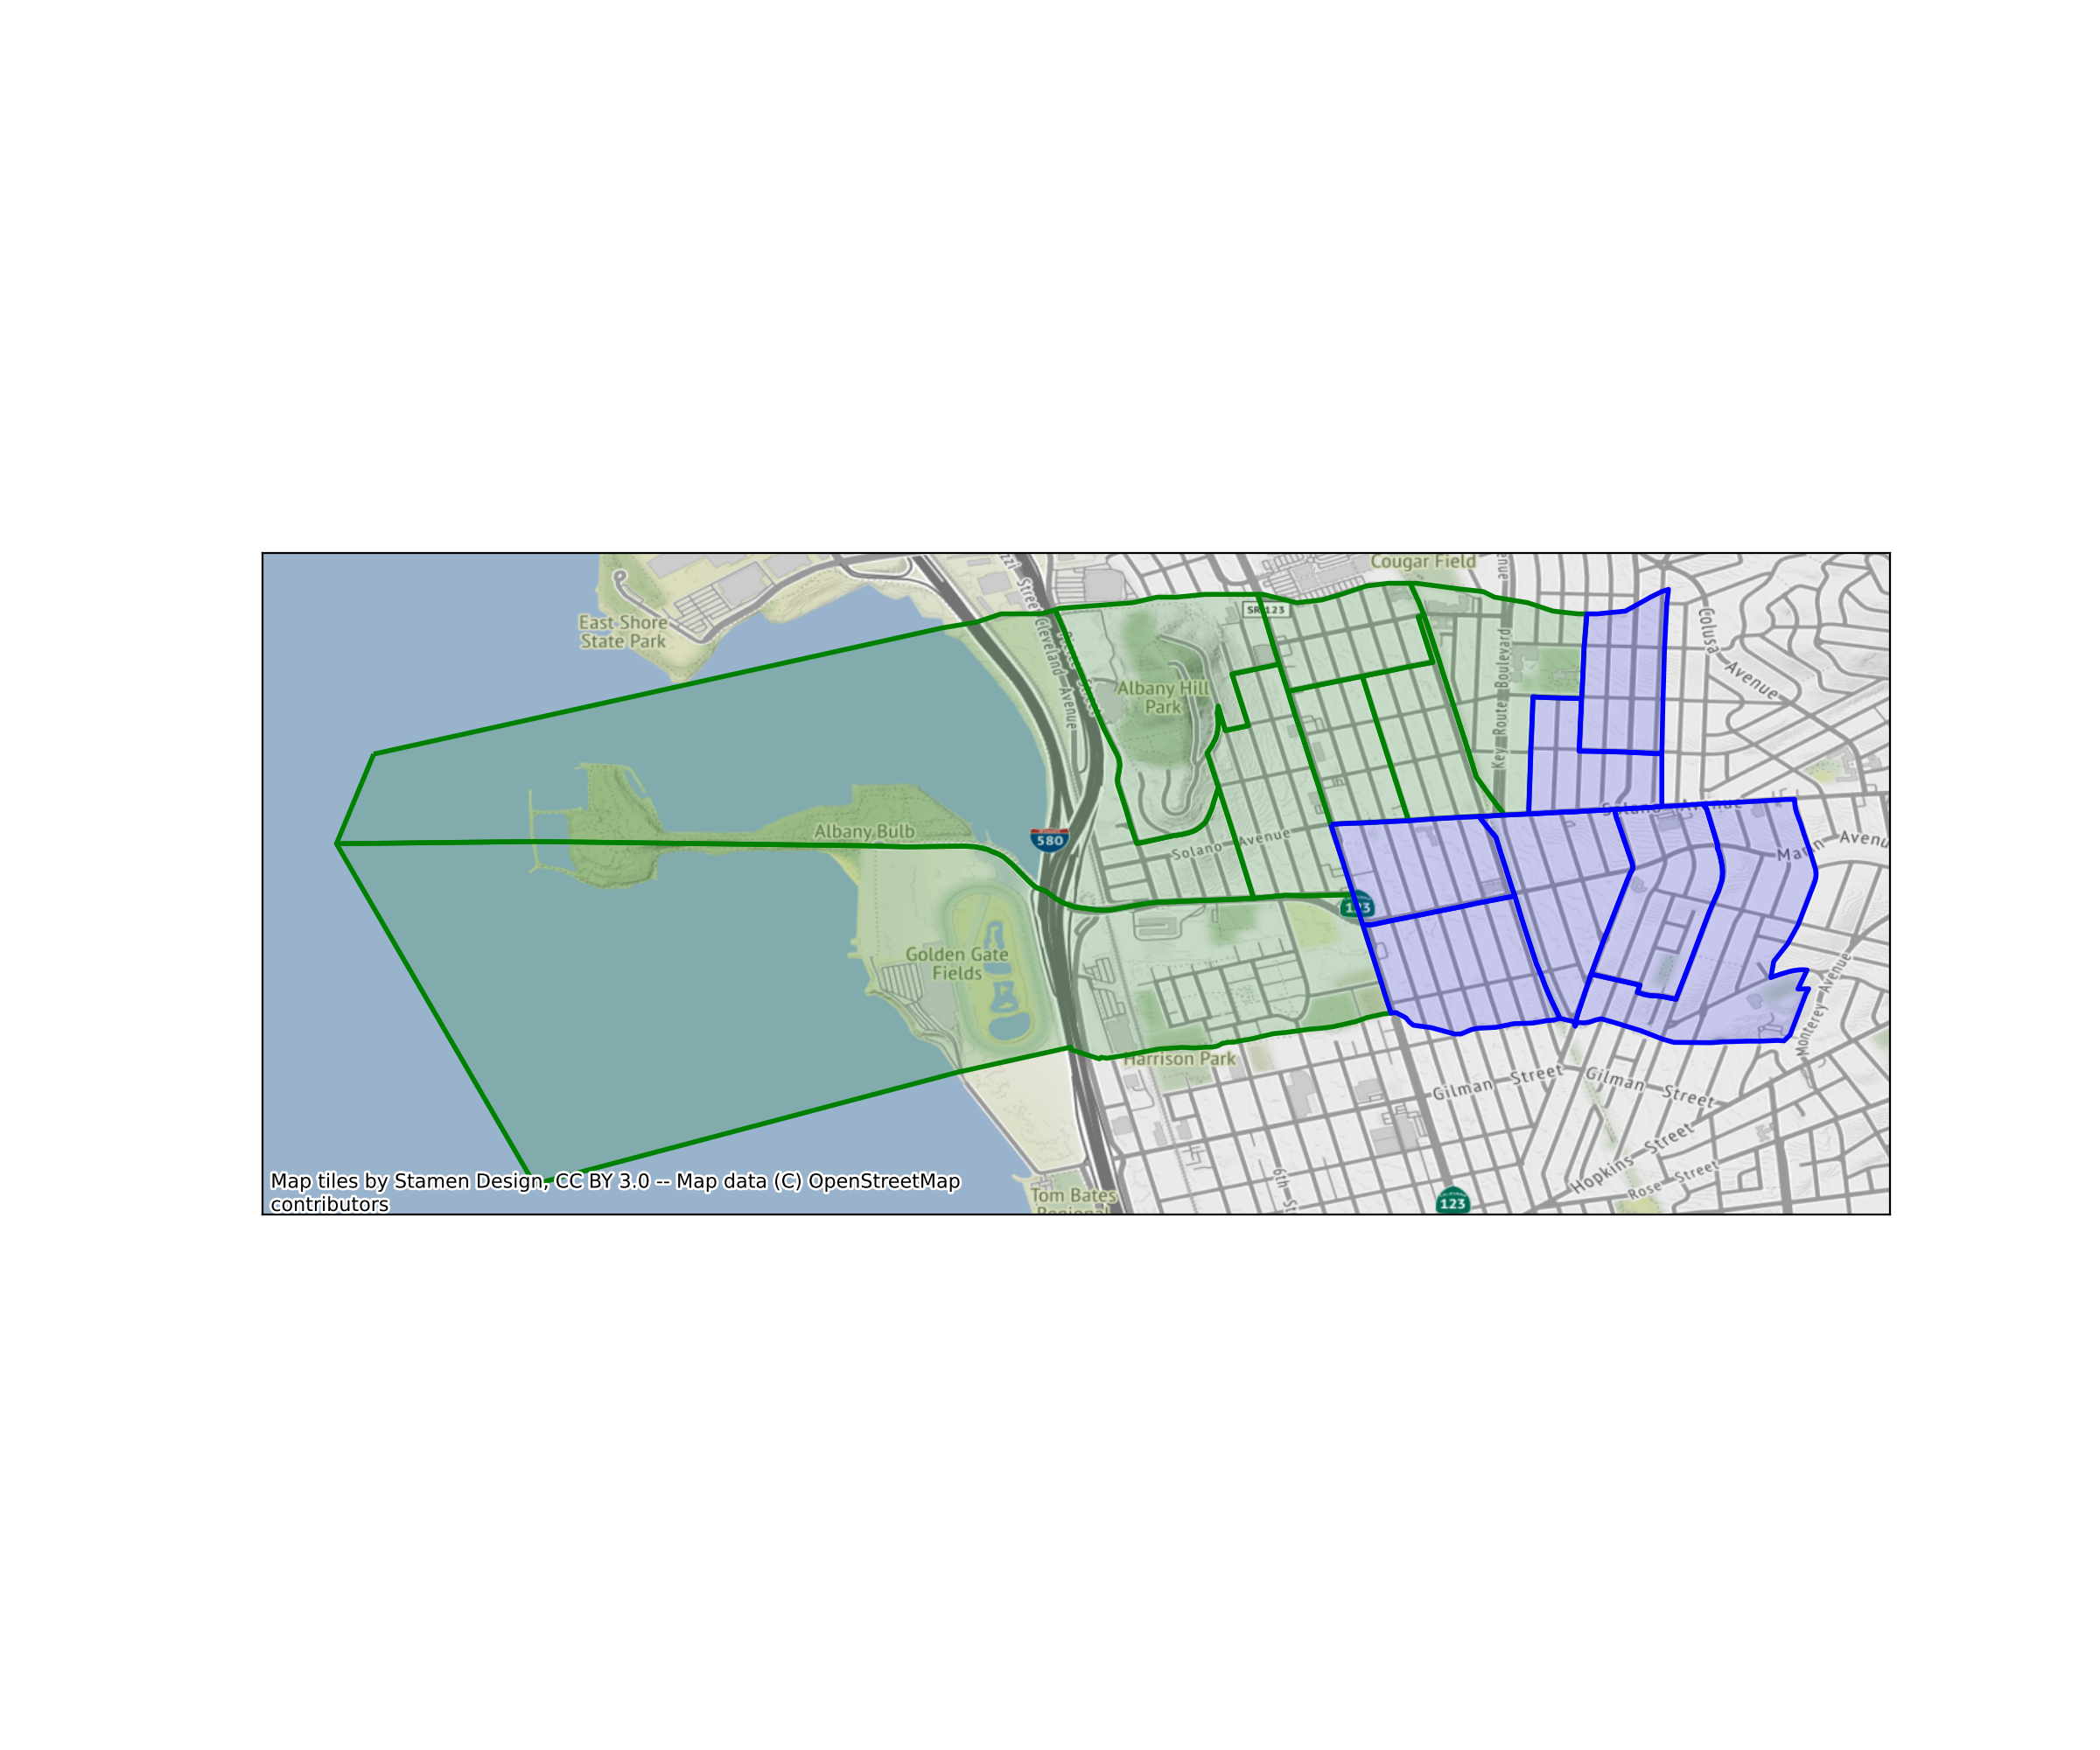 Cougar Field
East Shore
State Park
Street
Cleveland Avenue
SR 123
Colusa Avenue
Key Route Boulevard
Albany Hill
Park
Albany Bulb
580
Solano Avenue
Solano Avenue
Marin Avenu
123
Golden Gate
Fields
Monterey Avenue
Harrison Park
Gilman Street
Gilman Street
Hopkins Street
Rose Street
6th St
123
Tom Bates
Regional
Map tiles by Stamen Design, CC BY 3.0 -- Map data (C) OpenStreetMap
contributors